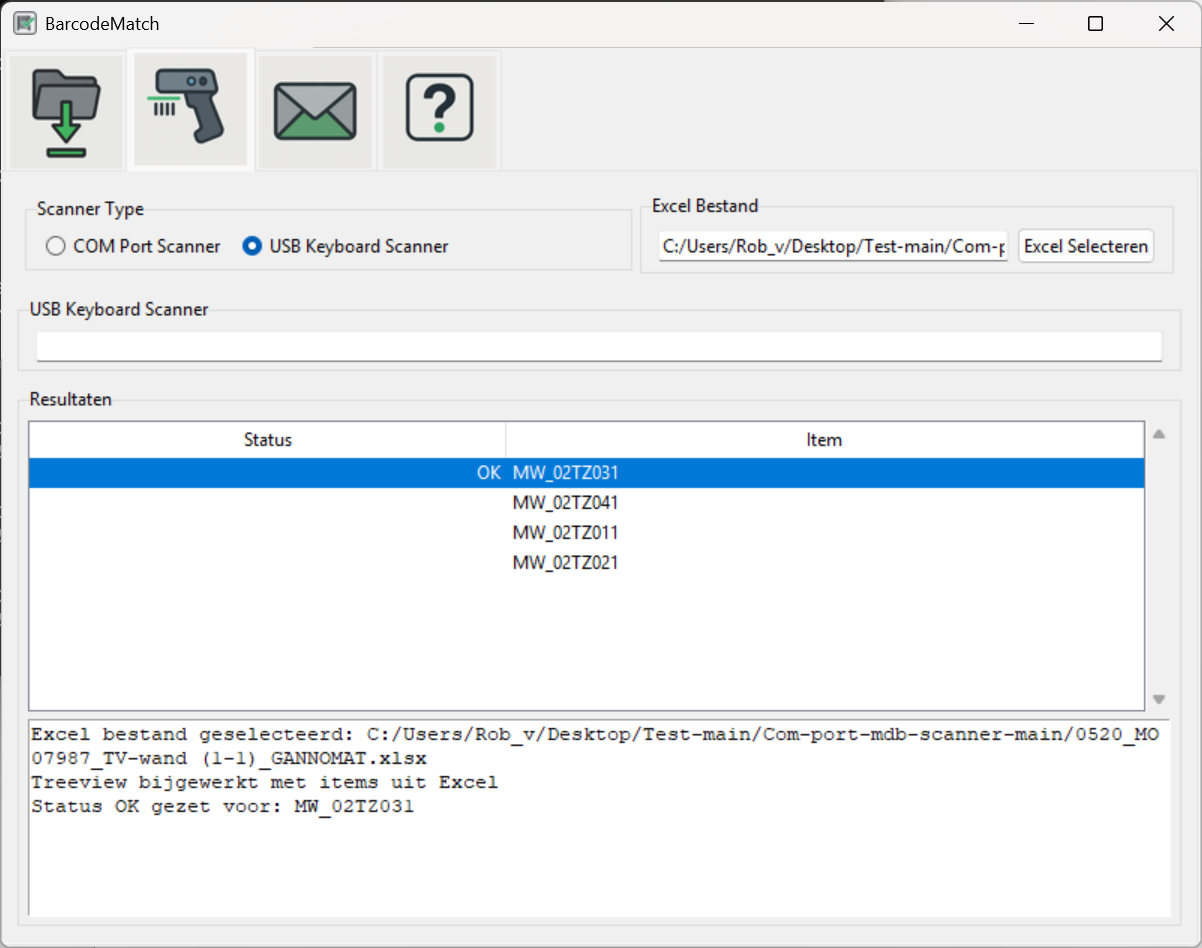 BarcodeMatch
Scanner Type
COM Port Scanner USB Keyboard Scanner
Excel Bestand
C:/Users/Rob_v/Desktop/Test-main/Com-p Excel Selecteren
USB Keyboard Scanner
Resultaten
Status Item
OK MW_02TZ031
MW_02TZ041
MW_02TZ011
MW_02TZ021
Excel bestand geselecteerd: C:/Users/Rob_v/Desktop/Test-main/Com-port-mdb-scanner-main/0520_MO
07987_TV-wand (1-1)_GANNOMAT.xlsx
Treeview bijgewerkt met items uit Excel
Status OK gezet voor: MW_02TZ031